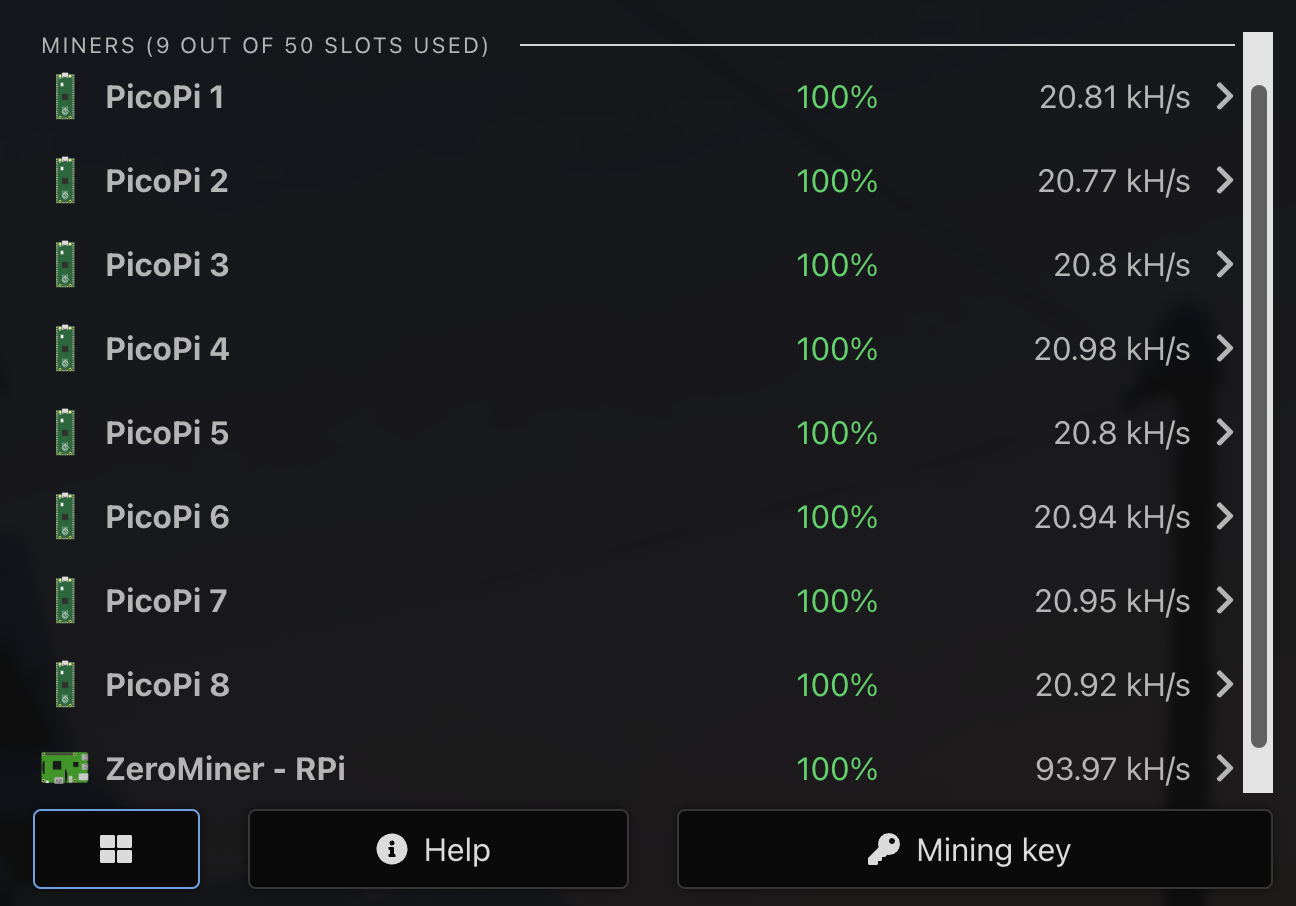 MINERS (9 OUT OF 50 SLOTS USED)
PicoPi 1 100% 20.81 kH/s
PicoPi 2 100% 20.77 kH/s
PicoPi 3 100% 20.8 kH/s
PicoPi 4 100% 20.98 kH/s
PicoPi 5 100% 20.8 kH/s
PicoPi 6 100% 20.94 kH/s
PicoPi 7 100% 20.95 kH/s
PicoPi 8 100% 20.92 kH/s
ZeroMiner - RPi 100% 93.97 kH/s
Help Mining key